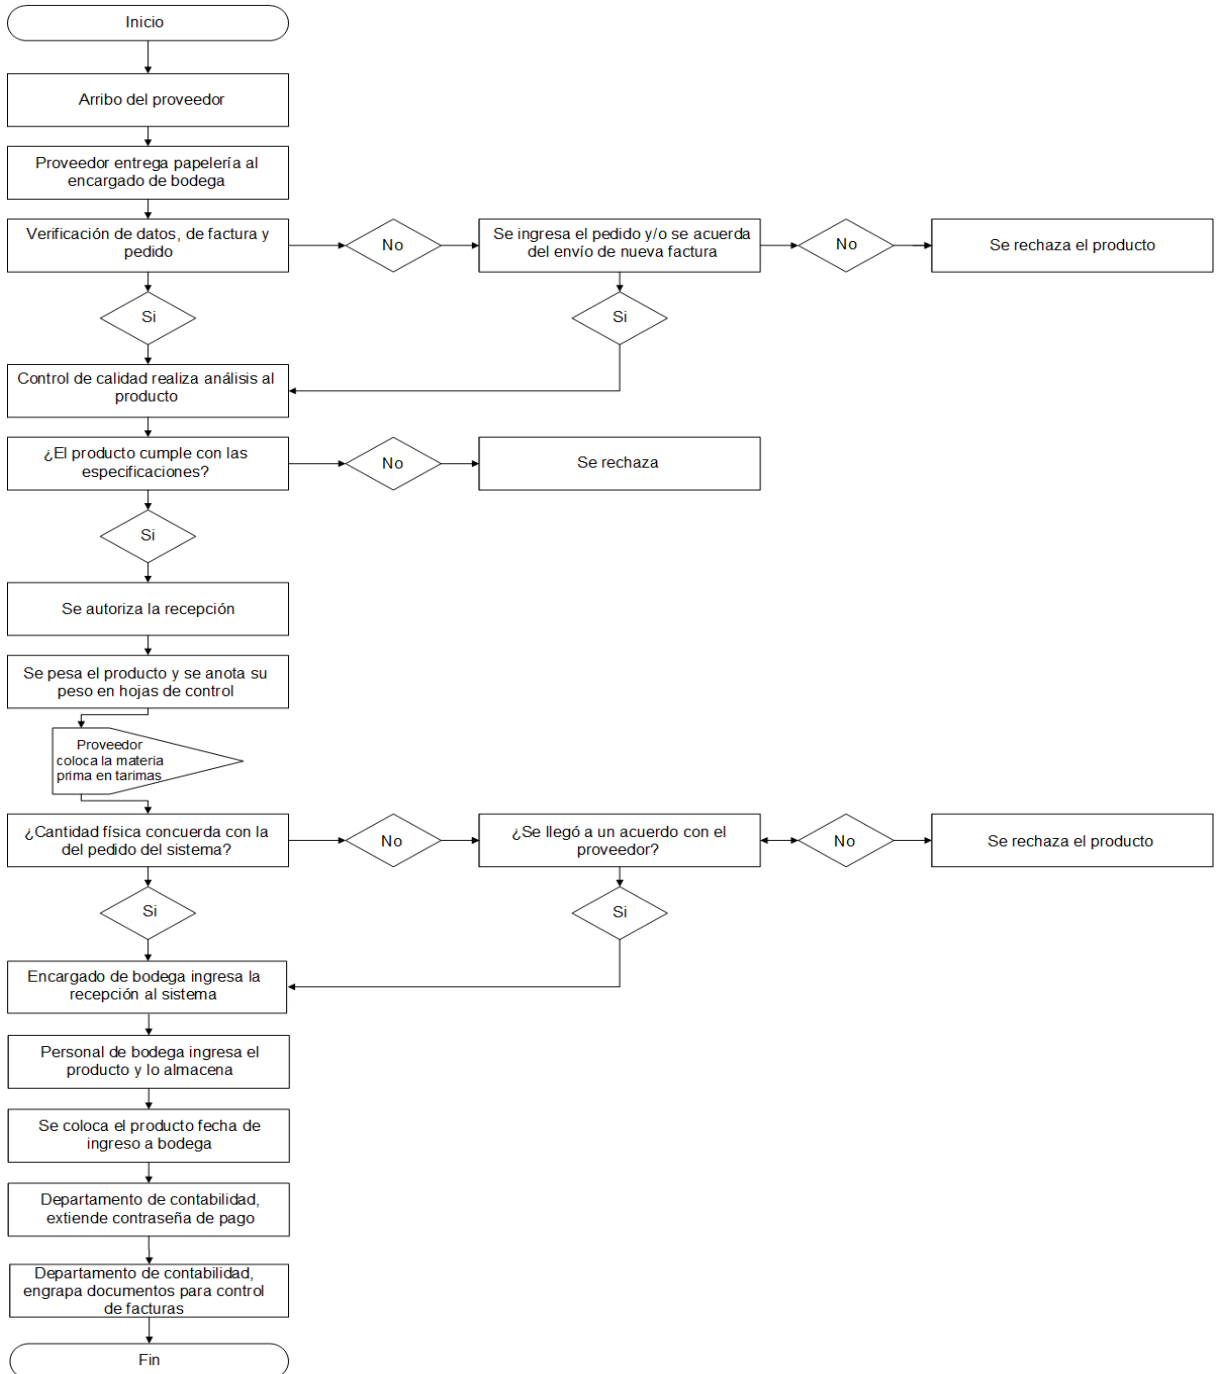 Inicio
Arribo del proveedor
Proveedor entrega papelería al
encargado de bodega
Verificación de datos, de factura y
pedido
No
Se ingresa el pedido y/o se acuerda
del envío de nueva factura
No
Se rechaza el producto
Si
Si
Control de calidad realiza análisis al
producto
¿El producto cumple con las
especificaciones?
No
Se rechaza
Si
Se autoriza la recepción
Se pesa el producto y se anota su
peso en hojas de control
Proveedor
coloca la materia
prima en tarimas
¿Cantidad física concuerda con la
del pedido del sistema?
No
¿Se llegó a un acuerdo con el
proveedor?
No
Se rechaza el producto
Si
Si
Encargado de bodega ingresa la
recepción al sistema
Personal de bodega ingresa el
producto y lo almacena
Se coloca el producto fecha de
ingreso a bodega
Departamento de contabilidad,
extiende contraseña de pago
Departamento de contabilidad,
engrapa documentos para control
de facturas
Fin